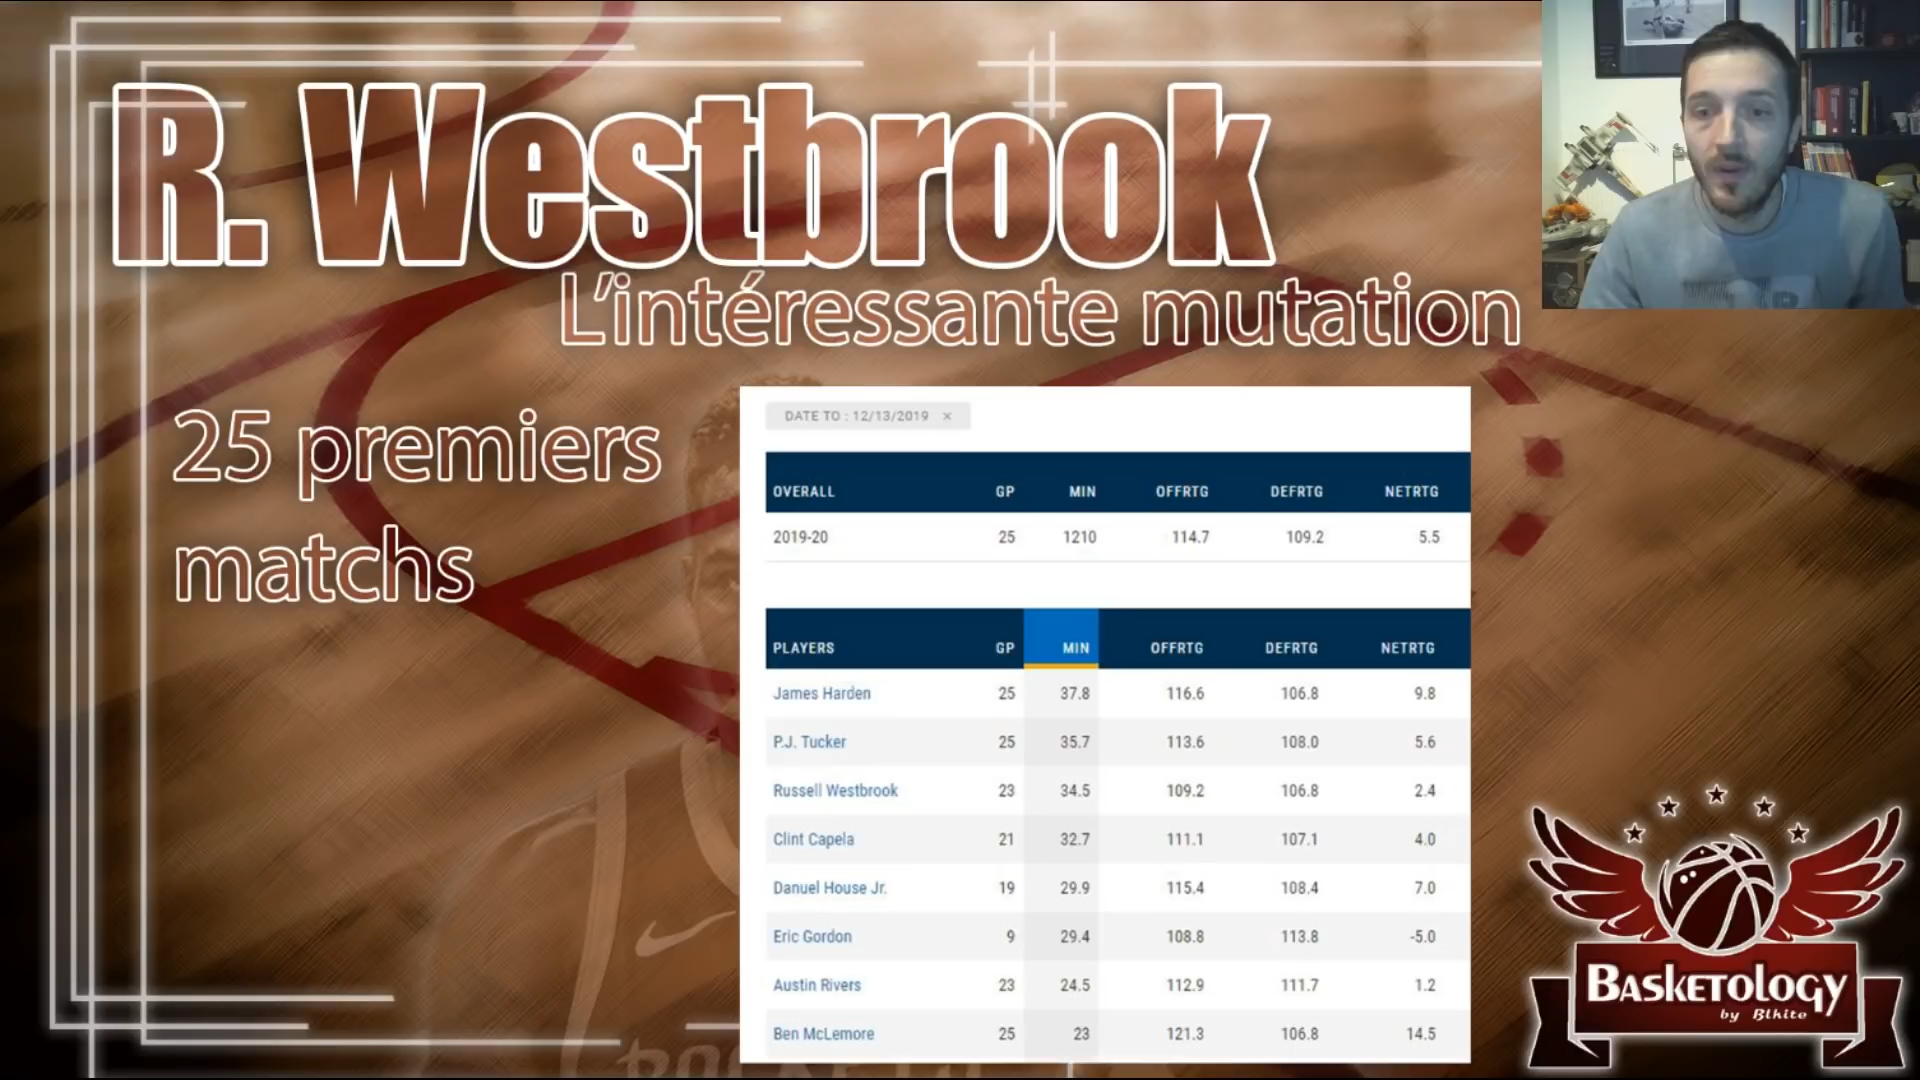 R. Westbrook
L'intéressante mutation
25 premiers
matchs
DATE TO : 12/13/2019 ×
OVERALL GP MIN OFFRTG DEFRTG NETRTG
2019-20 25 1210 114.7 109.2 5.5
PLAYERS GP MIN OFFRTG DEFRTG NETRTG
James Harden 25 37.8 116.6 106.8 9.8
P.J. Tucker 25 35.7 113.6 108.0 5.6
Russell Westbrook 23 34.5 109.2 106.8 2.4
Clint Capela 21 32.7 111.1 107.1 4.0
Danuel House Jr. 19 29.9 115.4 108.4 7.0
Eric Gordon 9 29.4 108.8 113.8 -5.0
Austin Rivers 23 24.5 112.9 111.7 1.2
Ben McLemore 25 23 121.3 106.8 14.5
BASKETOLOGY
by Blhite